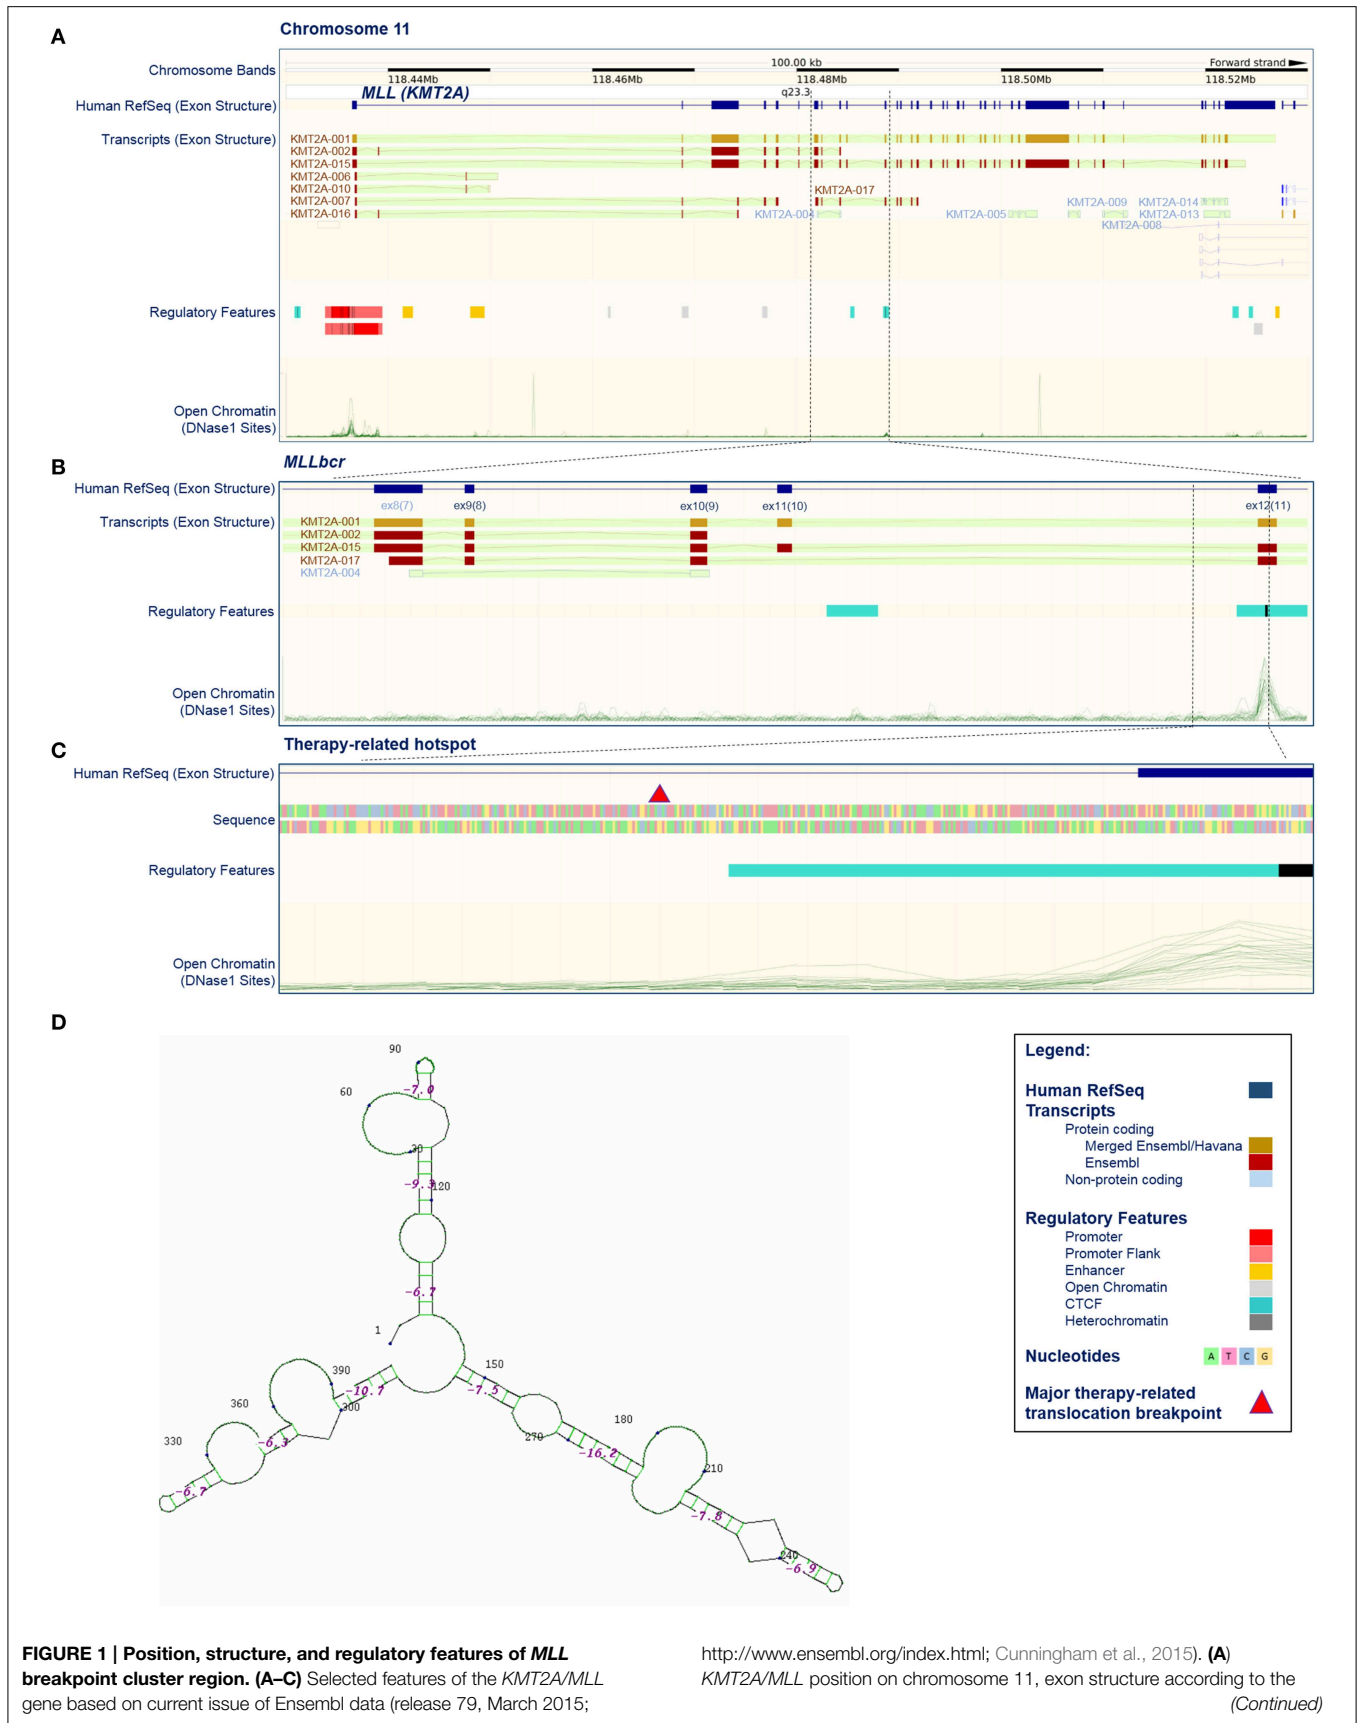 A
Chromosome 11
Chromosome Bands
100.00 kb
Forward strand
118.44Mb
118.46Mb
118.48Mb
118.50Mb
118.52Mb
MLL (KMT2A)
q23.3
Human RefSeq (Exon Structure)
Transcripts (Exon Structure)
KMT2A-001
KMT2A-002
KMT2A-015
KMT2A-006
KMT2A-010
KMT2A-017
KMT2A-007
KMT2A-009
KMT2A-014
KMT2A-016
KMT2A-004
KMT2A-005
KMT2A-013
KMT2A-008
Regulatory Features
Open Chromatin
(DNase1 Sites)
B
MLLbcr
Human RefSeq (Exon Structure)
ex8(7)
ex9(8)
ex10(9)
ex11(10)
ex12(11)
Transcripts (Exon Structure)
KMT2A-001
KMT2A-002
KMT2A-015
KMT2A-017
KMT2A-004
Regulatory Features
Open Chromatin
(DNase1 Sites)
C
Therapy-related hotspot
Human RefSeq (Exon Structure)
Sequence
Regulatory Features
Open Chromatin
(DNase1 Sites)
D
90
-7.0
60
30
-9.3
120
-6.7
1
390
-10.7
300
360
-6.3
330
-6.7
150
-7.5
270
180
-16.2
210
-7.8
240
-6.9
Legend:
Human RefSeq
Transcripts
Protein coding
Merged Ensembl/Havana
Ensembl
Non-protein coding
Regulatory Features
Promoter
Promoter Flank
Enhancer
Open Chromatin
CTCF
Heterochromatin
Nucleotides
A T C G
Major therapy-related
translocation breakpoint
FIGURE 1 | Position, structure, and regulatory features of MLL
breakpoint cluster region. (A–C) Selected features of the KMT2A/MLL
gene based on current issue of Ensembl data (release 79, March 2015;
http://www.ensembl.org/index.html; Cunningham et al., 2015). (A)
KMT2A/MLL position on chromosome 11, exon structure according to the
(Continued)